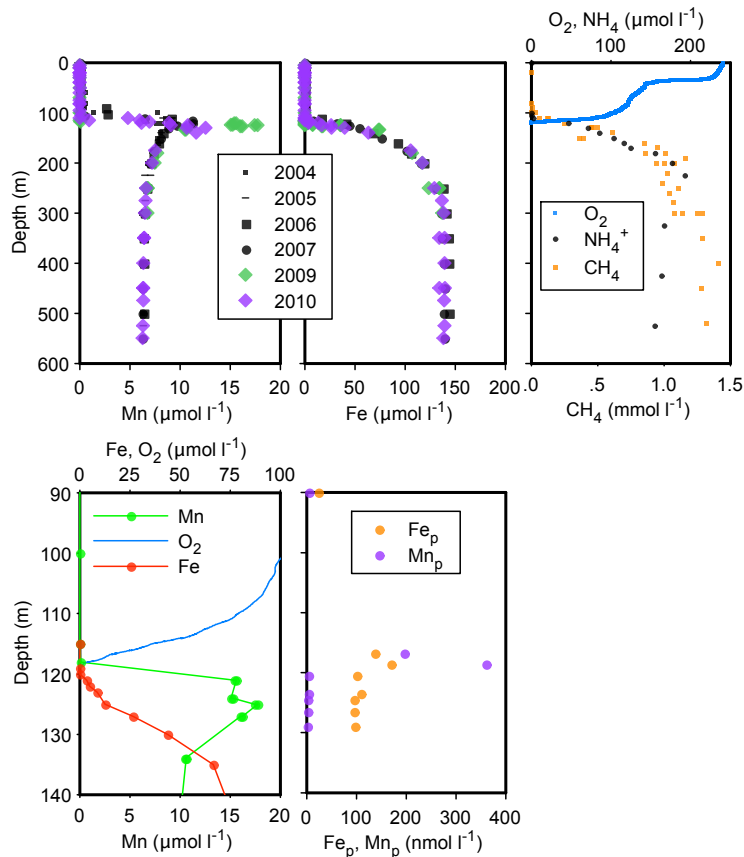 O2, NH4 (μmol l-1)
0 100 200
0
100
200
300
400
500
600
Depth (m)
2004
2005
2006
2007
2009
2010
0 5 10 15 20
Mn (μmol l-1)
0 50 100 150 200
Fe (μmol l-1)
O2
NH4+
CH4
.0 .5 1.0 1.5
CH4 (mmol l-1)
Fe, O2 (μmol l-1)
0 25 50 75 100
90
100
110
120
130
140
Depth (m)
Mn
O2
Fe
0 5 10 15 20
Mn (μmol l-1)
Fep
Mnp
0 100 200 300 400
Fep, Mnp (nmol l-1)